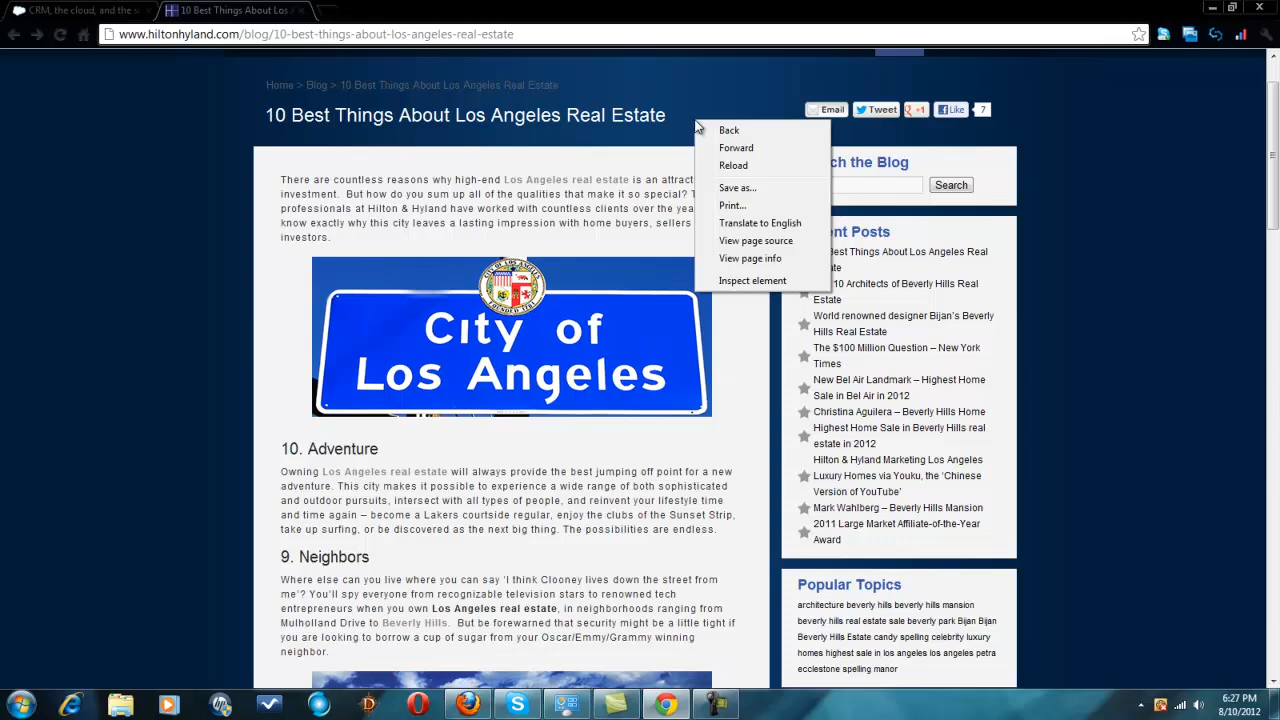 CRM, the cloud, and the s
10 Best Things About Los
www.hiltonhyland.com/blog/10-best-things-about-los-angeles-real-estate
Home > Blog > 10 Best Things About Los Angeles Real Estate
10 Best Things About Los Angeles Real Estate
Email
Tweet
+1
Like
7
Back
Forward
Reload
Save as...
Print...
Translate to English
View page source
View page info
Inspect element
There are countless reasons why high-end Los Angeles real estate is an attract
investment. But how do you sum up all of the qualities that make it so special? T
professionals at Hilton & Hyland have worked with countless clients over the yea
know exactly why this city leaves a lasting impression with home buyers, sellers
investors.
CITY OF LOS ANGELES
FOUNDED 1781
City of
Los Angeles
10. Adventure
Owning Los Angeles real estate will always provide the best jumping off point for a new
adventure. This city makes it possible to experience a wide range of both sophisticated
and outdoor pursuits, intersect with all types of people, and reinvent your lifestyle time
and time again – become a Lakers courtside regular, enjoy the clubs of the Sunset Strip,
take up surfing, or be discovered as the next big thing. The possibilities are endless.
9. Neighbors
Where else can you live where you can say ‘I think Clooney lives down the street from
me’? You’ll spy everyone from recognizable television stars to renowned tech
entrepreneurs when you own Los Angeles real estate, in neighborhoods ranging from
Mulholland Drive to Beverly Hills. But be forewarned that security might be a little tight if
you are looking to borrow a cup of sugar from your Oscar/Emmy/Grammy winning
neighbor.
ch the Blog
Search
ent Posts
Best Things About Los Angeles Real
ate
10 Architects of Beverly Hills Real
Estate
World renowned designer Bijan’s Beverly
Hills Real Estate
The $100 Million Question – New York
Times
New Bel Air Landmark – Highest Home
Sale in Bel Air in 2012
Christina Aguilera – Beverly Hills Home
Highest Home Sale in Beverly Hills real
estate in 2012
Hilton & Hyland Marketing Los Angeles
Luxury Homes via Youku, the ‘Chinese
Version of YouTube’
Mark Wahlberg – Beverly Hills Mansion
2011 Large Market Affiliate-of-the-Year
Award
Popular Topics
architecture beverly hills beverly hills mansion
beverly hills real estate sale beverly park Bijan Bijan
Beverly Hills Estate candy spelling celebrity luxury
homes highest sale in los angeles los angeles petra
ecclestone spelling manor
6:27 PM
8/10/2012